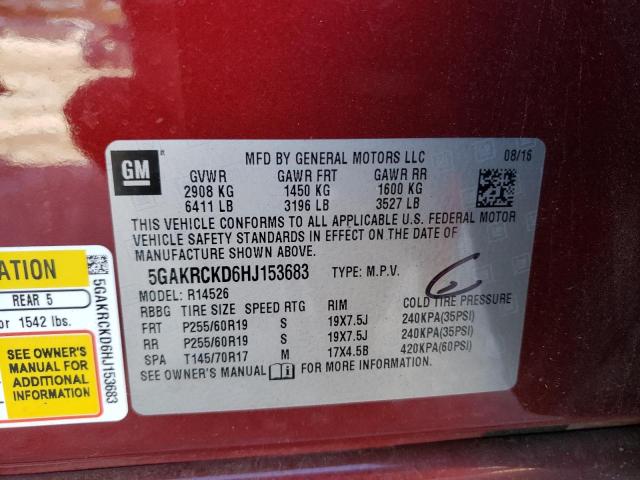 GM
MFD BY GENERAL MOTORS LLC 08/16
GVWR GAWR FRT GAWR RR
2908 KG 1450 KG 1600 KG
6411 LB 3196 LB 3527 LB
THIS VEHICLE CONFORMS TO ALL APPLICABLE U.S. FEDERAL MOTOR
VEHICLE SAFETY STANDARDS IN EFFECT ON THE DATE OF
MANUFACTURE SHOWN ABOVE.
5GAKRCKD6HJ153683 TYPE: M.P.V.
MODEL: R14526
RBBG TIRE SIZE SPEED RTG RIM COLD TIRE PRESSURE
FRT P255/60R19 S 19X7.5J 240KPA(35PSI)
RR P255/60R19 S 19X7.5J 240KPA(35PSI)
SPA T145/70R17 M 17X4.5B 420KPA(60PSI)
SEE OWNER'S MANUAL FOR MORE INFORMATION.
ATION
REAR 5
or 1542 lbs.
SEE OWNER'S
MANUAL FOR
ADDITIONAL
INFORMATION
5GAKRCKD6HJ153683